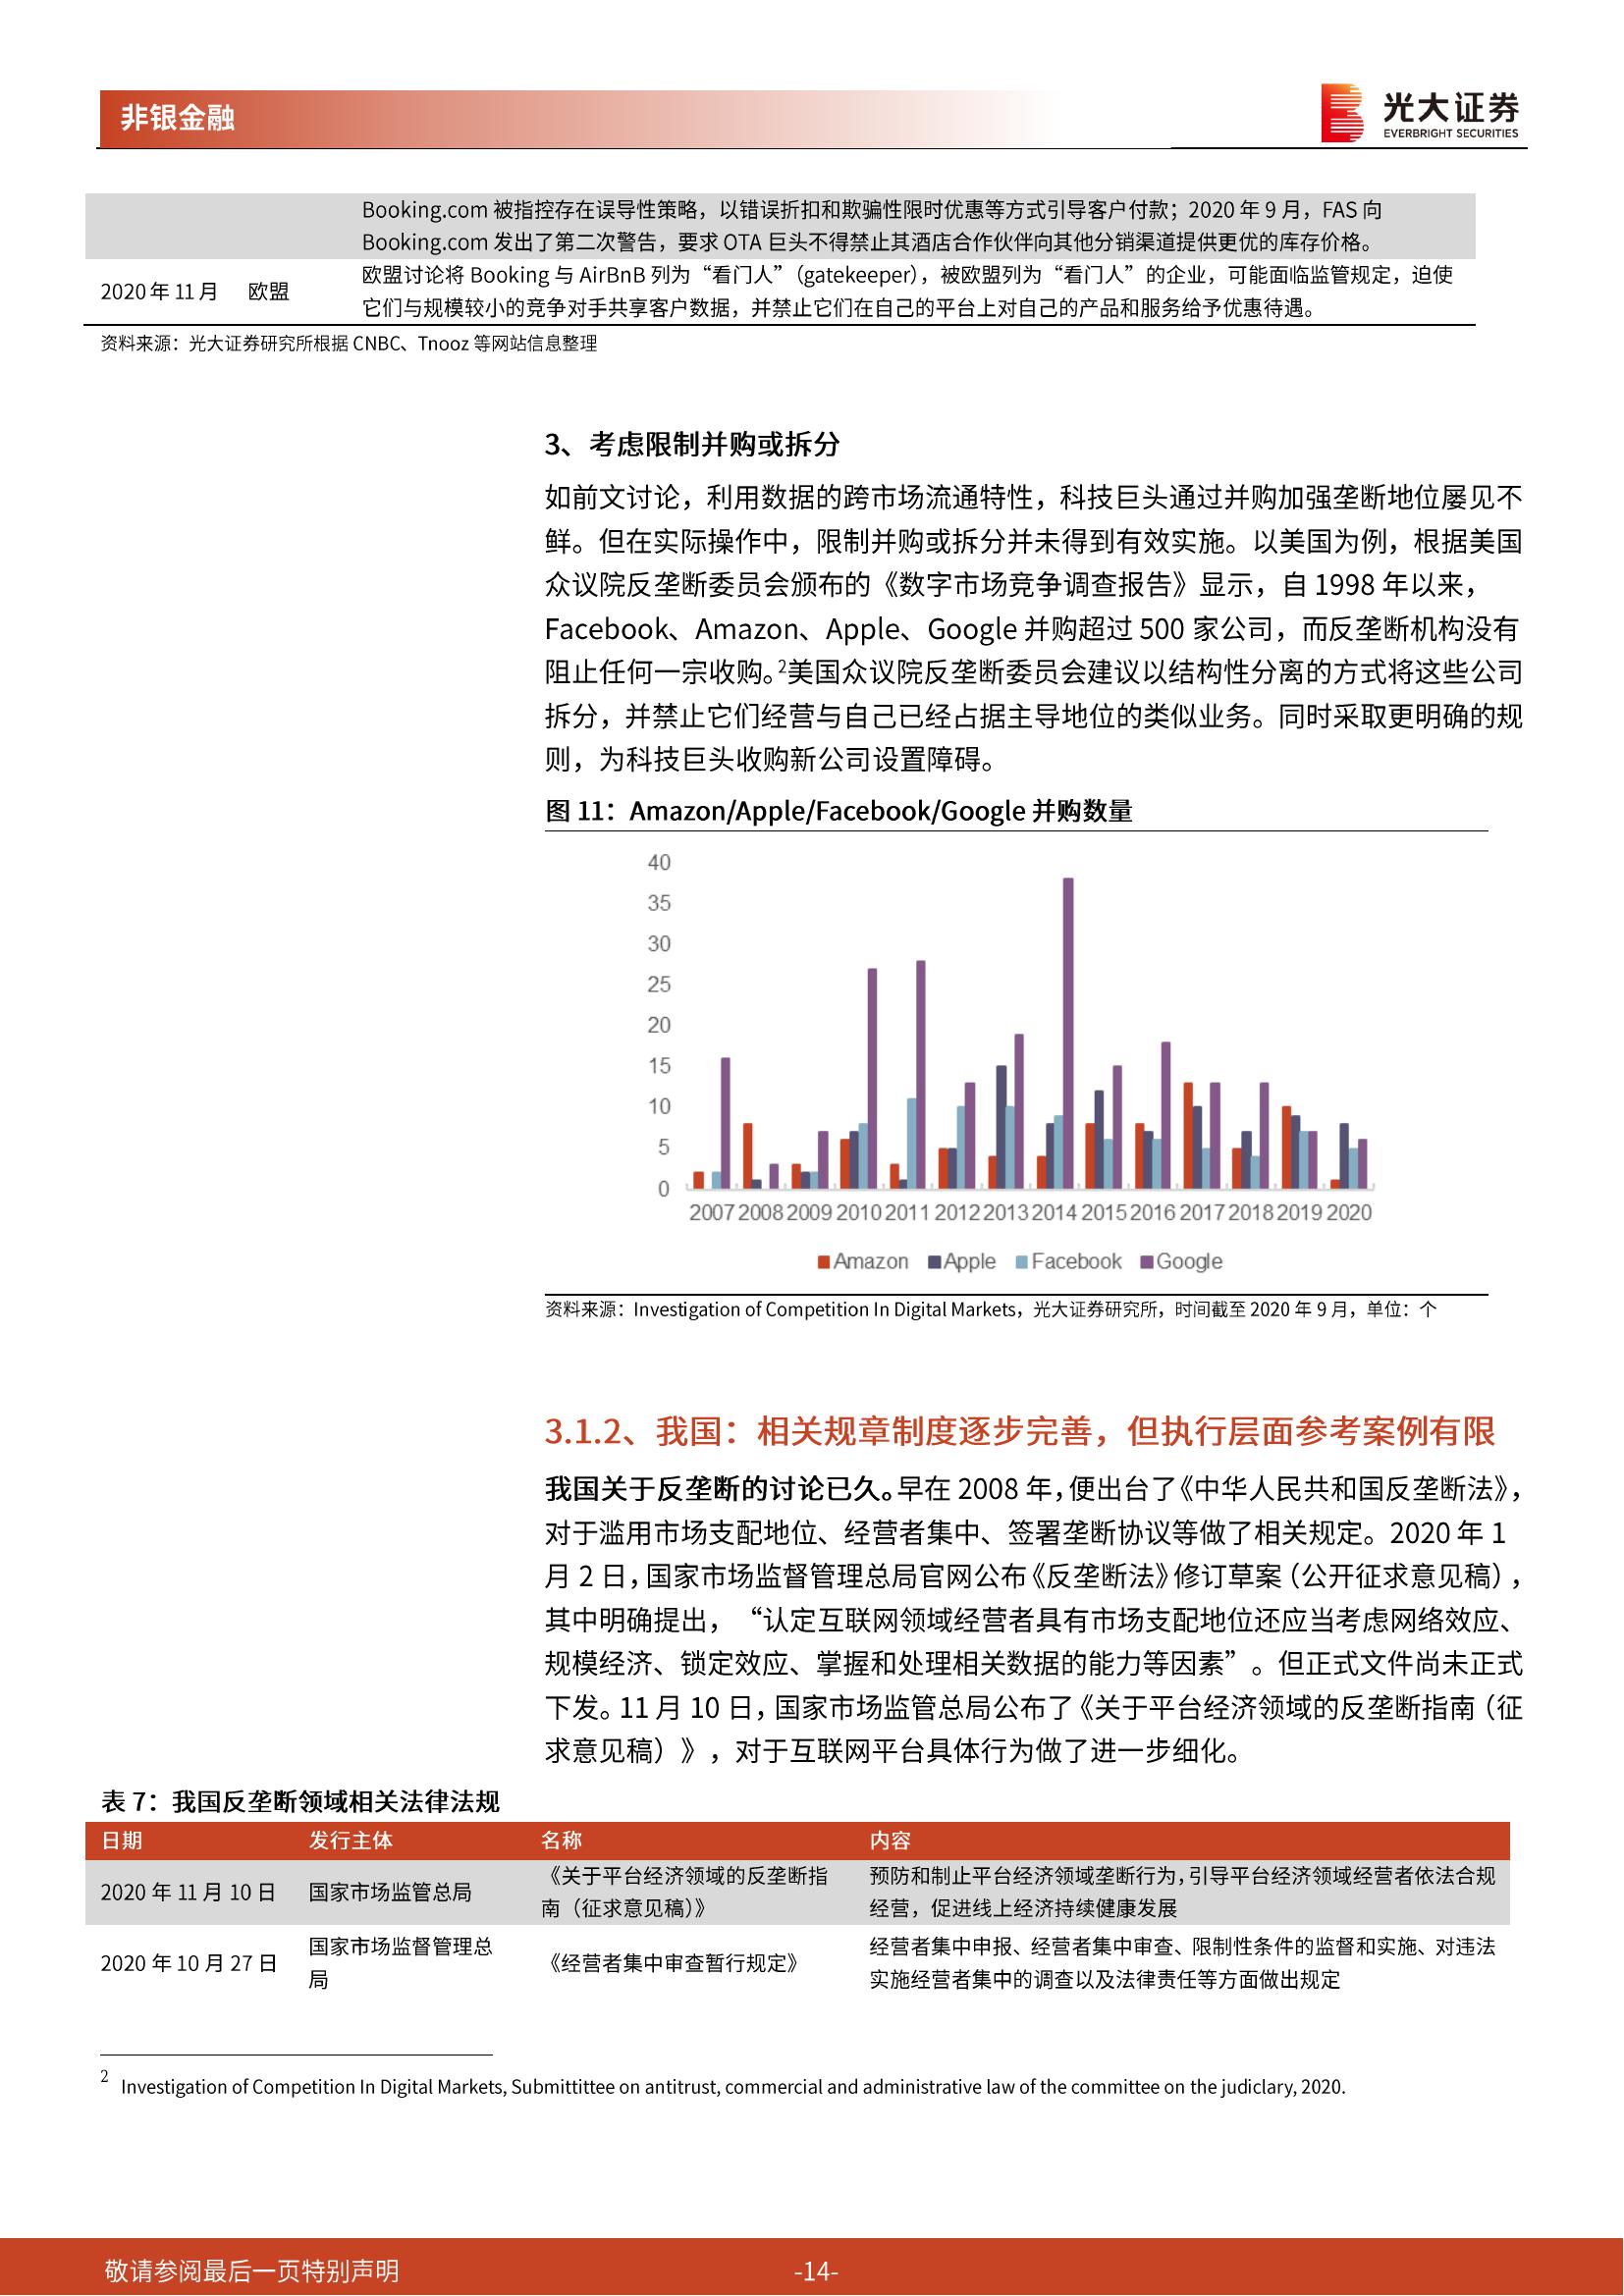 非银金融
光大证券
EVERBRIGHT SECURITIES
Booking.com 被指控存在误导性策略，以错误折扣和欺骗性限时优惠等方式引导客户付款；2020 年 9 月，FAS 向
Booking.com 发出了第二次警告，要求 OTA 巨头不得禁止其酒店合作伙伴向其他分销渠道提供更优的库存价格。
2020 年 11 月 欧盟
欧盟讨论将 Booking 与 AirBnB 列为“看门人”（gatekeeper），被欧盟列为“看门人”的企业，可能面临监管规定，迫使
它们与规模较小的竞争对手共享客户数据，并禁止它们在自己的平台上对自己的产品和服务给予优惠待遇。
资料来源：光大证券研究所根据 CNBC、Tnooz 等网站信息整理
3、考虑限制并购或拆分
如前文讨论，利用数据的跨市场流通特性，科技巨头通过并购加强垄断地位屡见不
鲜。但在实际操作中，限制并购或拆分并未得到有效实施。以美国为例，根据美国
众议院反垄断委员会颁布的《数字市场竞争调查报告》显示，自 1998 年以来，
Facebook、Amazon、Apple、Google 并购超过 500 家公司，而反垄断机构没有
阻止任何一宗收购。2美国众议院反垄断委员会建议以结构性分离的方式将这些公司
拆分，并禁止它们经营与自己已经占据主导地位的类似业务。同时采取更明确的规
则，为科技巨头收购新公司设置障碍。
图 11：Amazon/Apple/Facebook/Google 并购数量
40
35
30
25
20
15
10
5
0
2007 2008 2009 2010 2011 2012 2013 2014 2015 2016 2017 2018 2019 2020
Amazon Apple Facebook Google
资料来源：Investigation of Competition In Digital Markets，光大证券研究所，时间截至 2020 年 9 月，单位：个
3.1.2、我国：相关规章制度逐步完善，但执行层面参考案例有限
我国关于反垄断的讨论已久。早在 2008 年，便出台了《中华人民共和国反垄断法》，
对于滥用市场支配地位、经营者集中、签署垄断协议等做了相关规定。2020 年 1
月 2 日，国家市场监督管理总局官网公布《反垄断法》修订草案（公开征求意见稿），
其中明确提出，“认定互联网领域经营者具有市场支配地位还应当考虑网络效应、
规模经济、锁定效应、掌握和处理相关数据的能力等因素”。但正式文件尚未正式
下发。11 月 10 日，国家市场监管总局公布了《关于平台经济领域的反垄断指南（征
求意见稿）》，对于互联网平台具体行为做了进一步细化。
表 7：我国反垄断领域相关法律法规
日期 发行主体 名称 内容
2020 年 11 月 10 日 国家市场监管总局
《关于平台经济领域的反垄断指
南（征求意见稿）》
预防和制止平台经济领域垄断行为，引导平台经济领域经营者依法合规
经营，促进线上经济持续健康发展
2020 年 10 月 27 日
国家市场监督管理总
局
《经营者集中审查暂行规定》
经营者集中申报、经营者集中审查、限制性条件的监督和实施、对违法
实施经营者集中的调查以及法律责任等方面做出规定
2 Investigation of Competition In Digital Markets, Submittittee on antitrust, commercial and administrative law of the committee on the judiclary, 2020.
敬请参阅最后一页特别声明
-14-